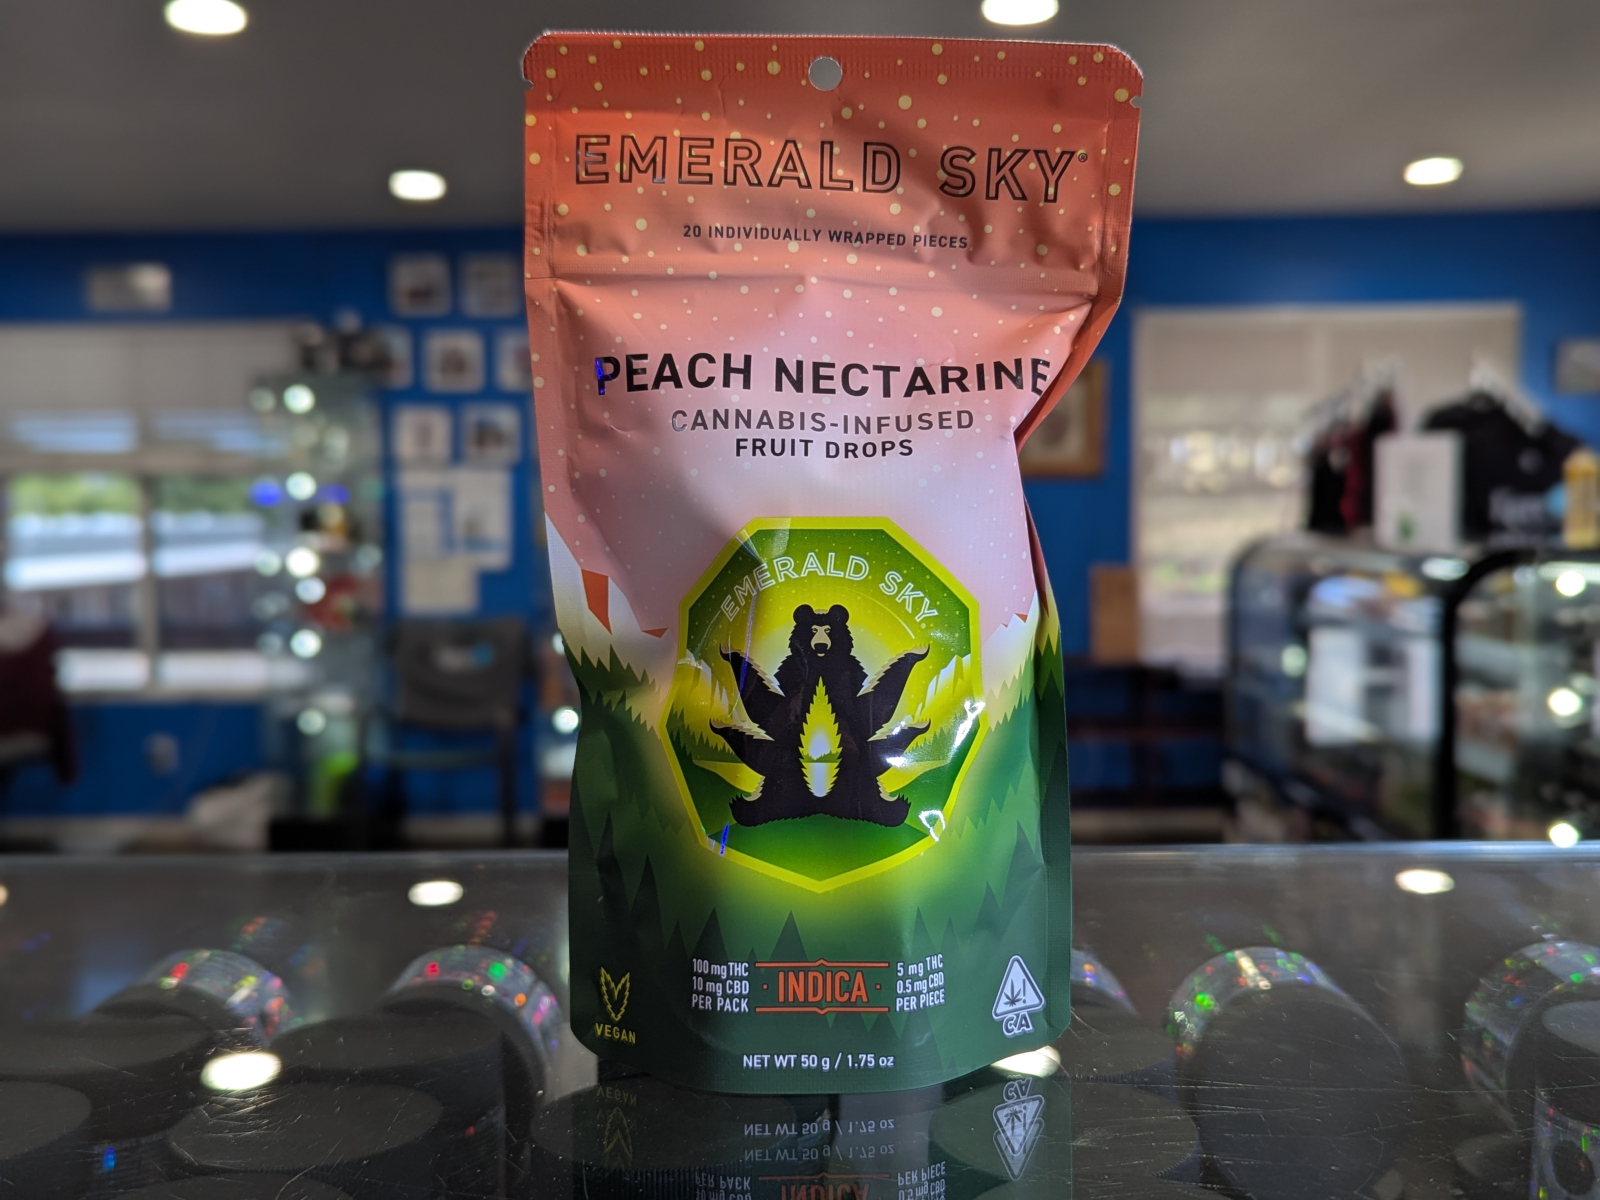 EMERALD SKY®
20 INDIVIDUALLY WRAPPED PIECES
PEACH NECTARINE
CANNABIS-INFUSED
FRUIT DROPS
EMERALD SKY
100 mg THC
10 mg CBD
PER PACK
· INDICA ·
5 mg THC
0.5 mg CBD
PER PIECE
VEGAN
CA
NET WT 50 g / 1.75 oz